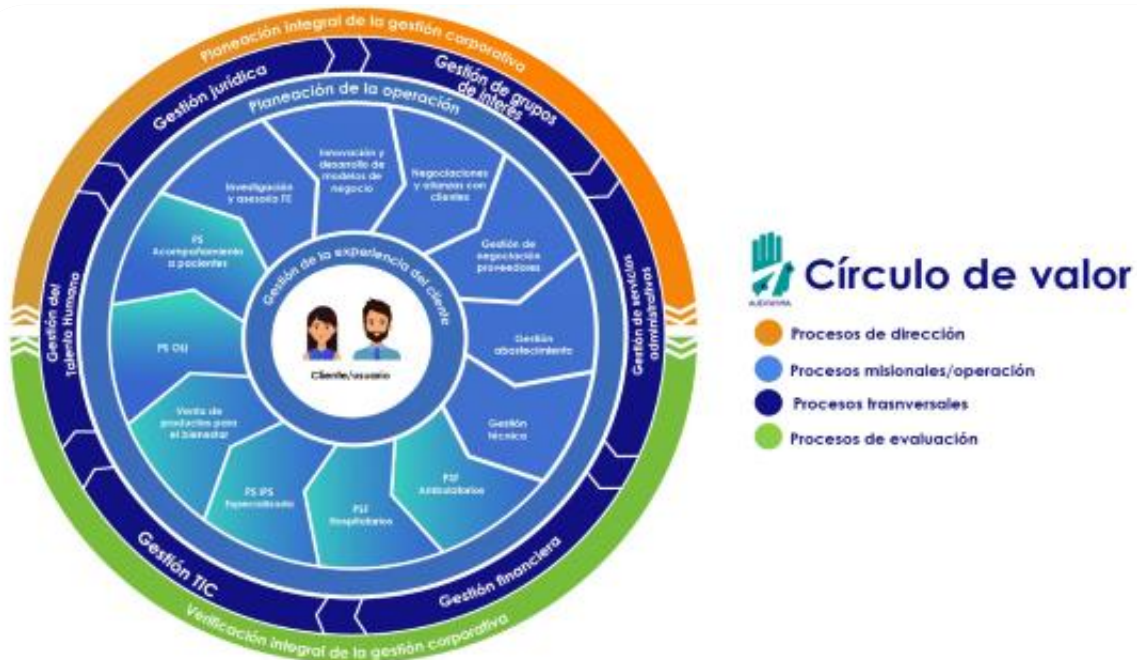 Planeación integral de la gestión corporativa
Gestión jurídica
Gestión de grupos
de interés
Planeación de la operación
Innovación y
desarrollo de
modelos de
negocio
Negociaciones
y alianzas con
clientes
Investigación
y asesoría TE
PS
Acompañamiento
a pacientes
Gestión de
negociación
proveedores
Gestión de la experiencia del cliente
Gestión del
Talento Humano
Gestión de servicios
administrativos
PS OU
Cliente/usuario
Gestión
abastecimiento
Venta de
productos para
el bienestar
Gestión
técnica
PS IPS
Especializada
PSF
Hospitalarios
PSF
Ambulatorios
Gestión TIC
Gestión financiera
Verificación integral de la gestión corporativa
Círculo de valor
Procesos de dirección
Procesos misionales/operación
Procesos trasnversales
Procesos de evaluación